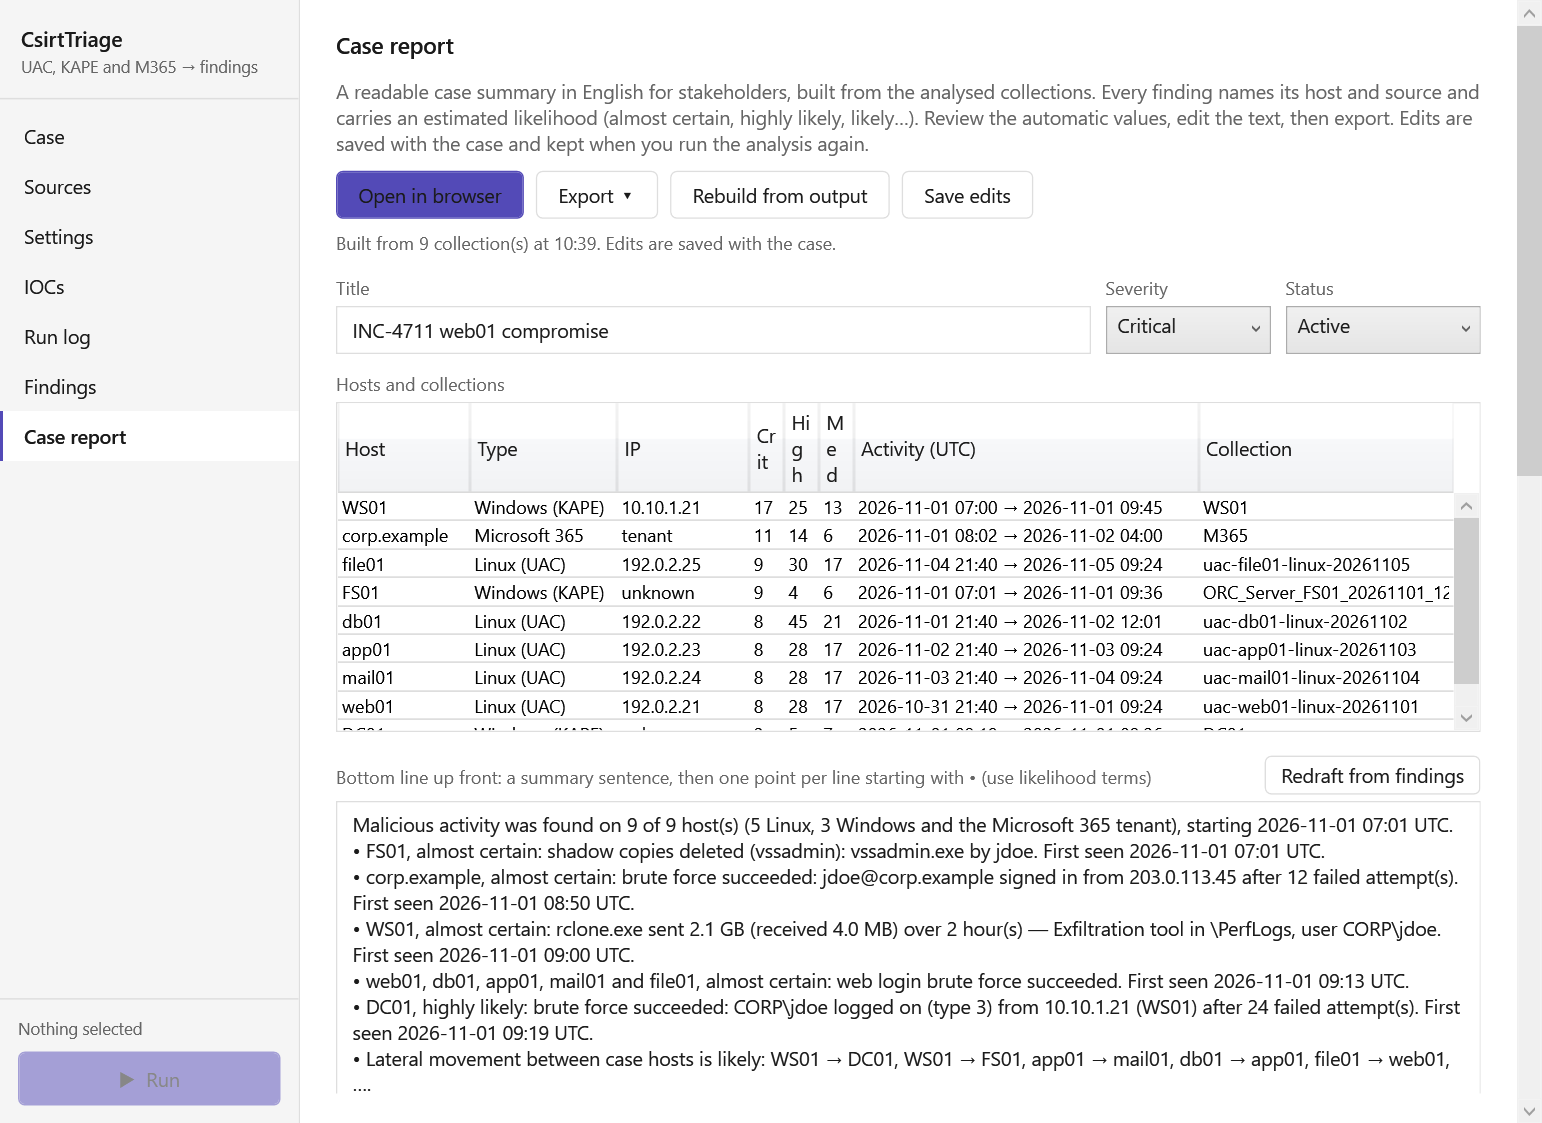 CsirtTriage
UAC, KAPE and M365 → findings
Case
Sources
Settings
IOCs
Run log
Findings
Case report
Nothing selected
Run
Case report
A readable case summary in English for stakeholders, built from the analysed collections. Every finding names its host and source and
carries an estimated likelihood (almost certain, highly likely, likely...). Review the automatic values, edit the text, then export. Edits are
saved with the case and kept when you run the analysis again.
Open in browser
Export
Rebuild from output
Save edits
Built from 9 collection(s) at 10:39. Edits are saved with the case.
Title
Severity
Status
INC-4711 web01 compromise
Critical
Active
Hosts and collections
Host Type IP Crit High Med Activity (UTC) Collection
WS01 Windows (KAPE) 10.10.1.21 17 25 13 2026-11-01 07:00 → 2026-11-01 09:45 WS01
corp.example Microsoft 365 tenant 11 14 6 2026-11-01 08:02 → 2026-11-02 04:00 M365
file01 Linux (UAC) 192.0.2.25 9 30 17 2026-11-04 21:40 → 2026-11-05 09:24 uac-file01-linux-20261105
FS01 Windows (KAPE) unknown 9 4 6 2026-11-01 07:01 → 2026-11-01 09:36 ORC_Server_FS01_20261101_12
db01 Linux (UAC) 192.0.2.22 8 45 21 2026-11-01 21:40 → 2026-11-02 12:01 uac-db01-linux-20261102
app01 Linux (UAC) 192.0.2.23 8 28 17 2026-11-02 21:40 → 2026-11-03 09:24 uac-app01-linux-20261103
mail01 Linux (UAC) 192.0.2.24 8 28 17 2026-11-03 21:40 → 2026-11-04 09:24 uac-mail01-linux-20261104
web01 Linux (UAC) 192.0.2.21 8 28 17 2026-10-31 21:40 → 2026-11-01 09:24 uac-web01-linux-20261101
Bottom line up front: a summary sentence, then one point per line starting with • (use likelihood terms)
Redraft from findings
Malicious activity was found on 9 of 9 host(s) (5 Linux, 3 Windows and the Microsoft 365 tenant), starting 2026-11-01 07:01 UTC.
• FS01, almost certain: shadow copies deleted (vssadmin): vssadmin.exe by jdoe. First seen 2026-11-01 07:01 UTC.
• corp.example, almost certain: brute force succeeded: jdoe@corp.example signed in from 203.0.113.45 after 12 failed attempt(s).
First seen 2026-11-01 08:50 UTC.
• WS01, almost certain: rclone.exe sent 2.1 GB (received 4.0 MB) over 2 hour(s) — Exfiltration tool in \PerfLogs, user CORP\jdoe.
First seen 2026-11-01 09:00 UTC.
• web01, db01, app01, mail01 and file01, almost certain: web login brute force succeeded. First seen 2026-11-01 09:13 UTC.
• DC01, highly likely: brute force succeeded: CORP\jdoe logged on (type 3) from 10.10.1.21 (WS01) after 24 failed attempt(s). First
seen 2026-11-01 09:19 UTC.
• Lateral movement between case hosts is likely: WS01 → DC01, WS01 → FS01, app01 → mail01, db01 → app01, file01 → web01,
....